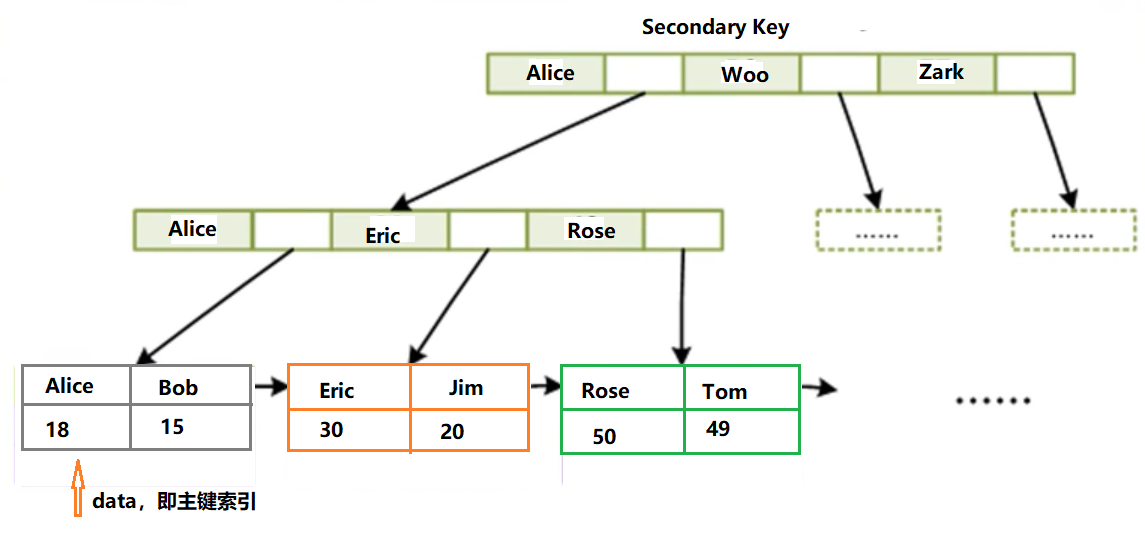 Secondary Key
Alice Woo Zark
Alice Eric Rose
...... ......
Alice Bob Eric Jim Rose Tom
18 15 30 20 50 49
......
data，即主键索引